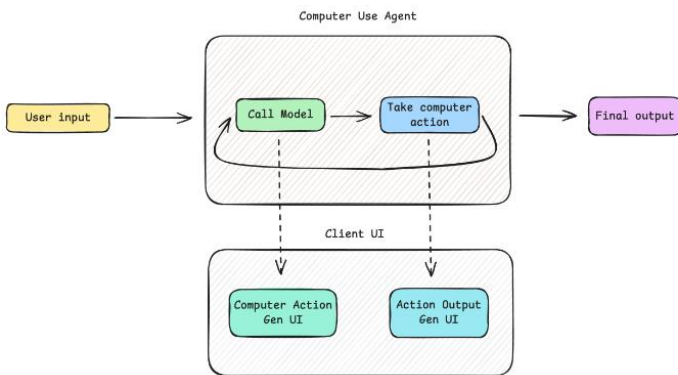 Computer Use Agent
User input
Call Model
Take computer
action
Final output
Client UI
Computer Action
Gen UI
Action Output
Gen UI